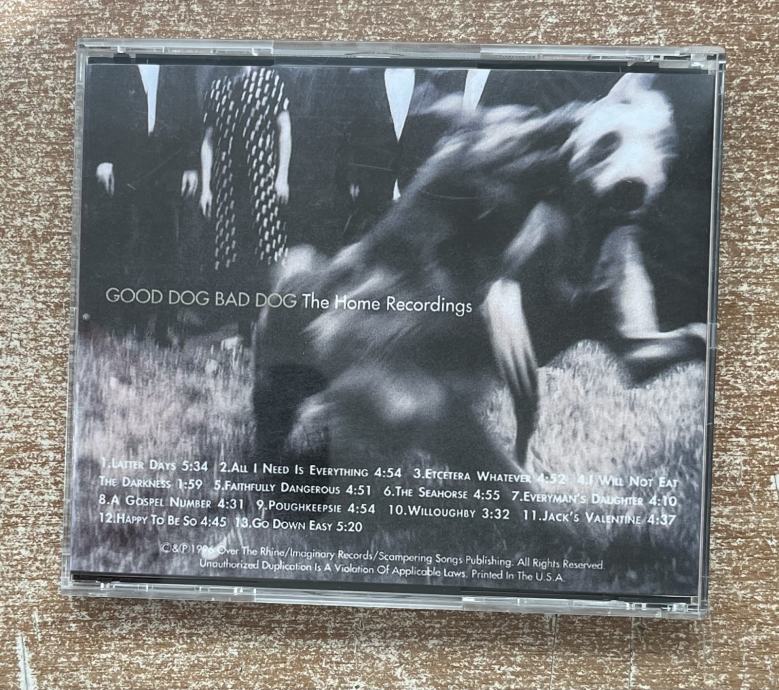 GOOD DOG BAD DOG The Home Recordings
1.Latter Days 5:34 2.All I Need Is Everything 4:54 3.Etcetera Whatever 4:52 4.I Will Not Eat
The Darkness 1:59 5.Faithfully Dangerous 4:51 6.The Seahorse 4:55 7.Everyman's Daughter 4:10
8.A Gospel Number 4:31 9.Poughkeepsie 4:54 10.Willoughby 3:32 11.Jack's Valentine 4:37
12.Happy To Be So 4:45 13.Go Down Easy 5:20
©&℗ 1996 Over The Rhine/Imaginary Records/Scampering Songs Publishing. All Rights Reserved.
Unauthorized Duplication Is A Violation Of Applicable Laws. Printed In The U.S.A.